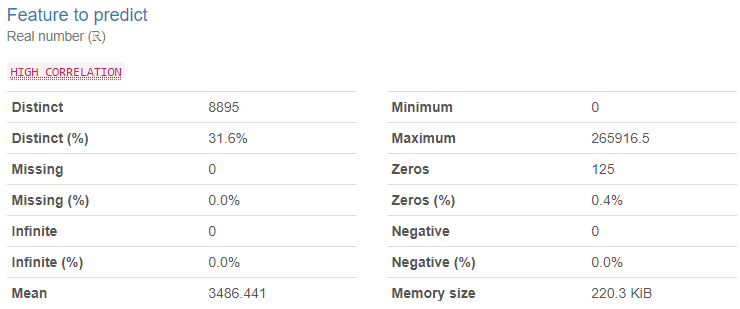 Feature to predict
Real number (ℝ)
HIGH CORRELATION
Distinct 8895
Distinct (%) 31.6%
Missing 0
Missing (%) 0.0%
Infinite 0
Infinite (%) 0.0%
Mean 3486.441
Minimum 0
Maximum 265916.5
Zeros 125
Zeros (%) 0.4%
Negative 0
Negative (%) 0.0%
Memory size 220.3 KiB